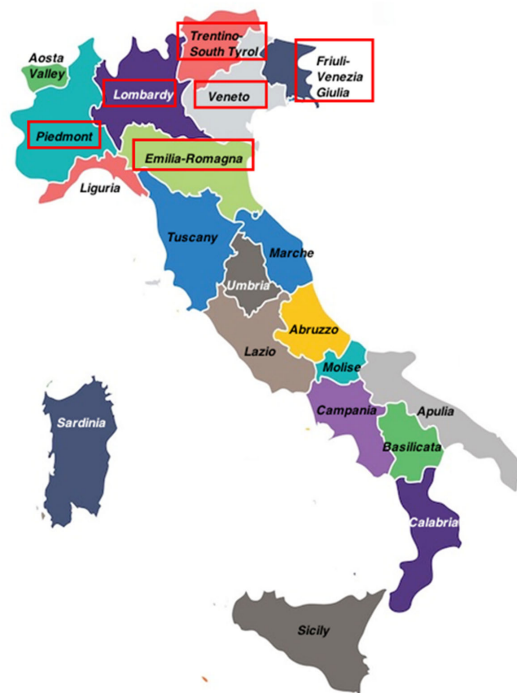 Trentino-
South Tyrol
Friuli-
Venezia
Giulia
Aosta
Valley
Lombardy
Veneto
Piedmont
Emilia-Romagna
Liguria
Tuscany
Marche
Umbria
Abruzzo
Lazio
Molise
Campania
Apulia
Sardinia
Basilicata
Calabria
Sicily